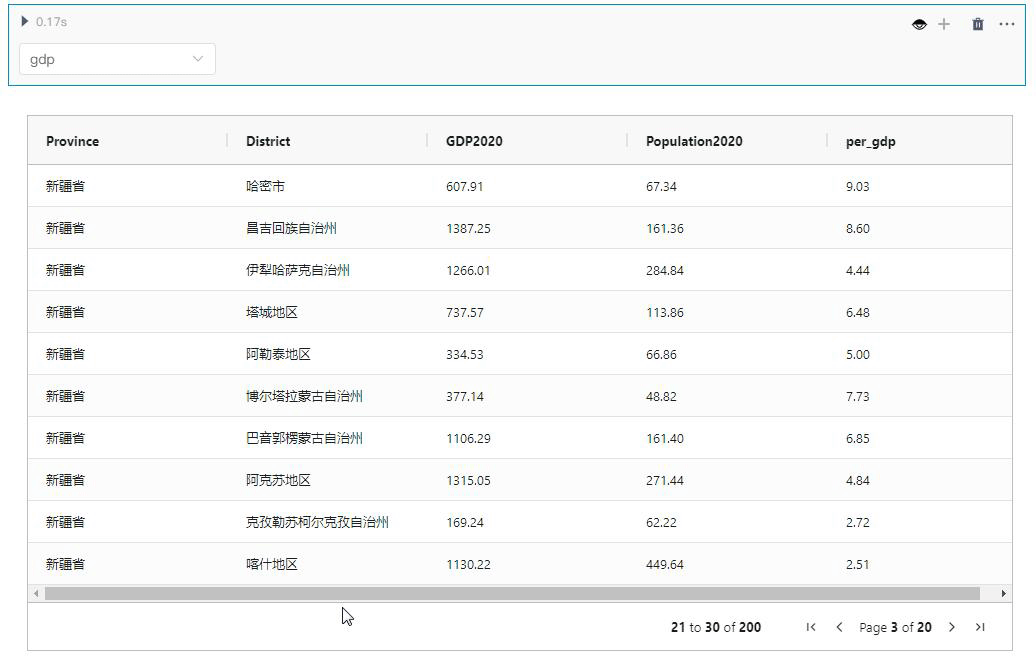 0.17s
gdp
Province District GDP2020 Population2020 per_gdp
新疆省 哈密市 607.91 67.34 9.03
新疆省 昌吉回族自治州 1387.25 161.36 8.60
新疆省 伊犁哈萨克自治州 1266.01 284.84 4.44
新疆省 塔城地区 737.57 113.86 6.48
新疆省 阿勒泰地区 334.53 66.86 5.00
新疆省 博尔塔拉蒙古自治州 377.14 48.82 7.73
新疆省 巴音郭楞蒙古自治州 1106.29 161.40 6.85
新疆省 阿克苏地区 1315.05 271.44 4.84
新疆省 克孜勒苏柯尔克孜自治州 169.24 62.22 2.72
新疆省 喀什地区 1130.22 449.64 2.51
21 to 30 of 200 Page 3 of 20